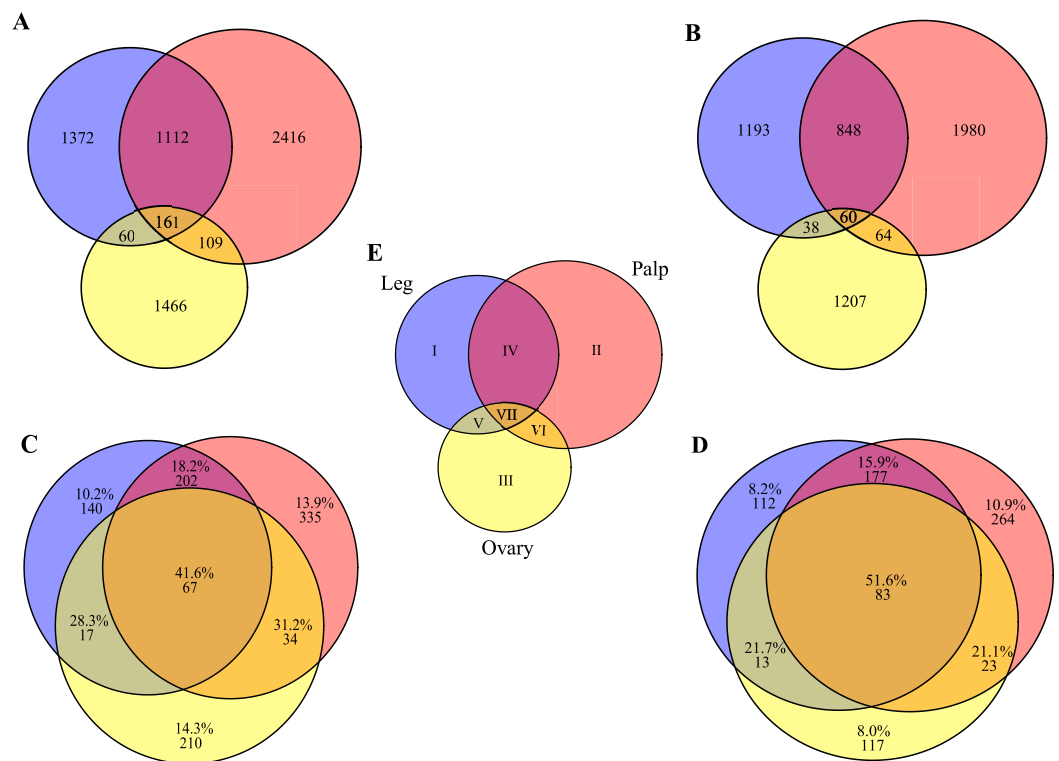 A
1372
1112
2416
161
60
109
1466
B
1193
848
1980
60
38
64
1207
E
Leg
Palp
I
IV
II
V
VII
VI
III
Ovary
C
18.2%
202
10.2%
140
13.9%
335
41.6%
67
28.3%
17
31.2%
34
14.3%
210
D
15.9%
177
8.2%
112
10.9%
264
51.6%
83
21.7%
13
21.1%
23
8.0%
117